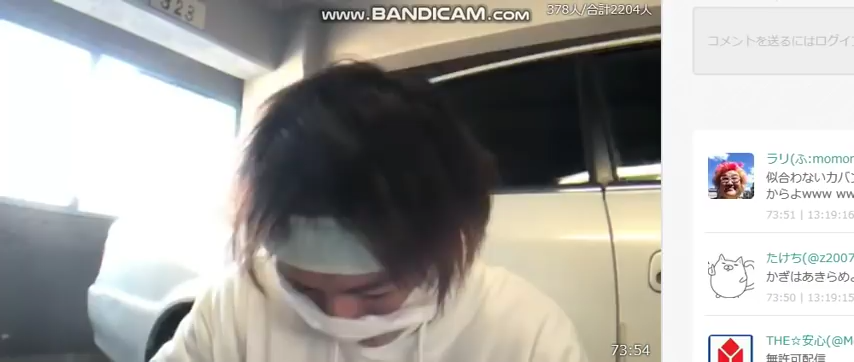 323
www.BANDICAM.com
378人/合計2204人
コメントを送るにはログイン
ラリ(ふ:momor
似合わないカバン
からよwww ww
73:51 | 13:19:16
たけち(@z2007
かぎはあきらめ
73:50 | 13:19:15
THE☆安心(@M
無許可配信
73:54